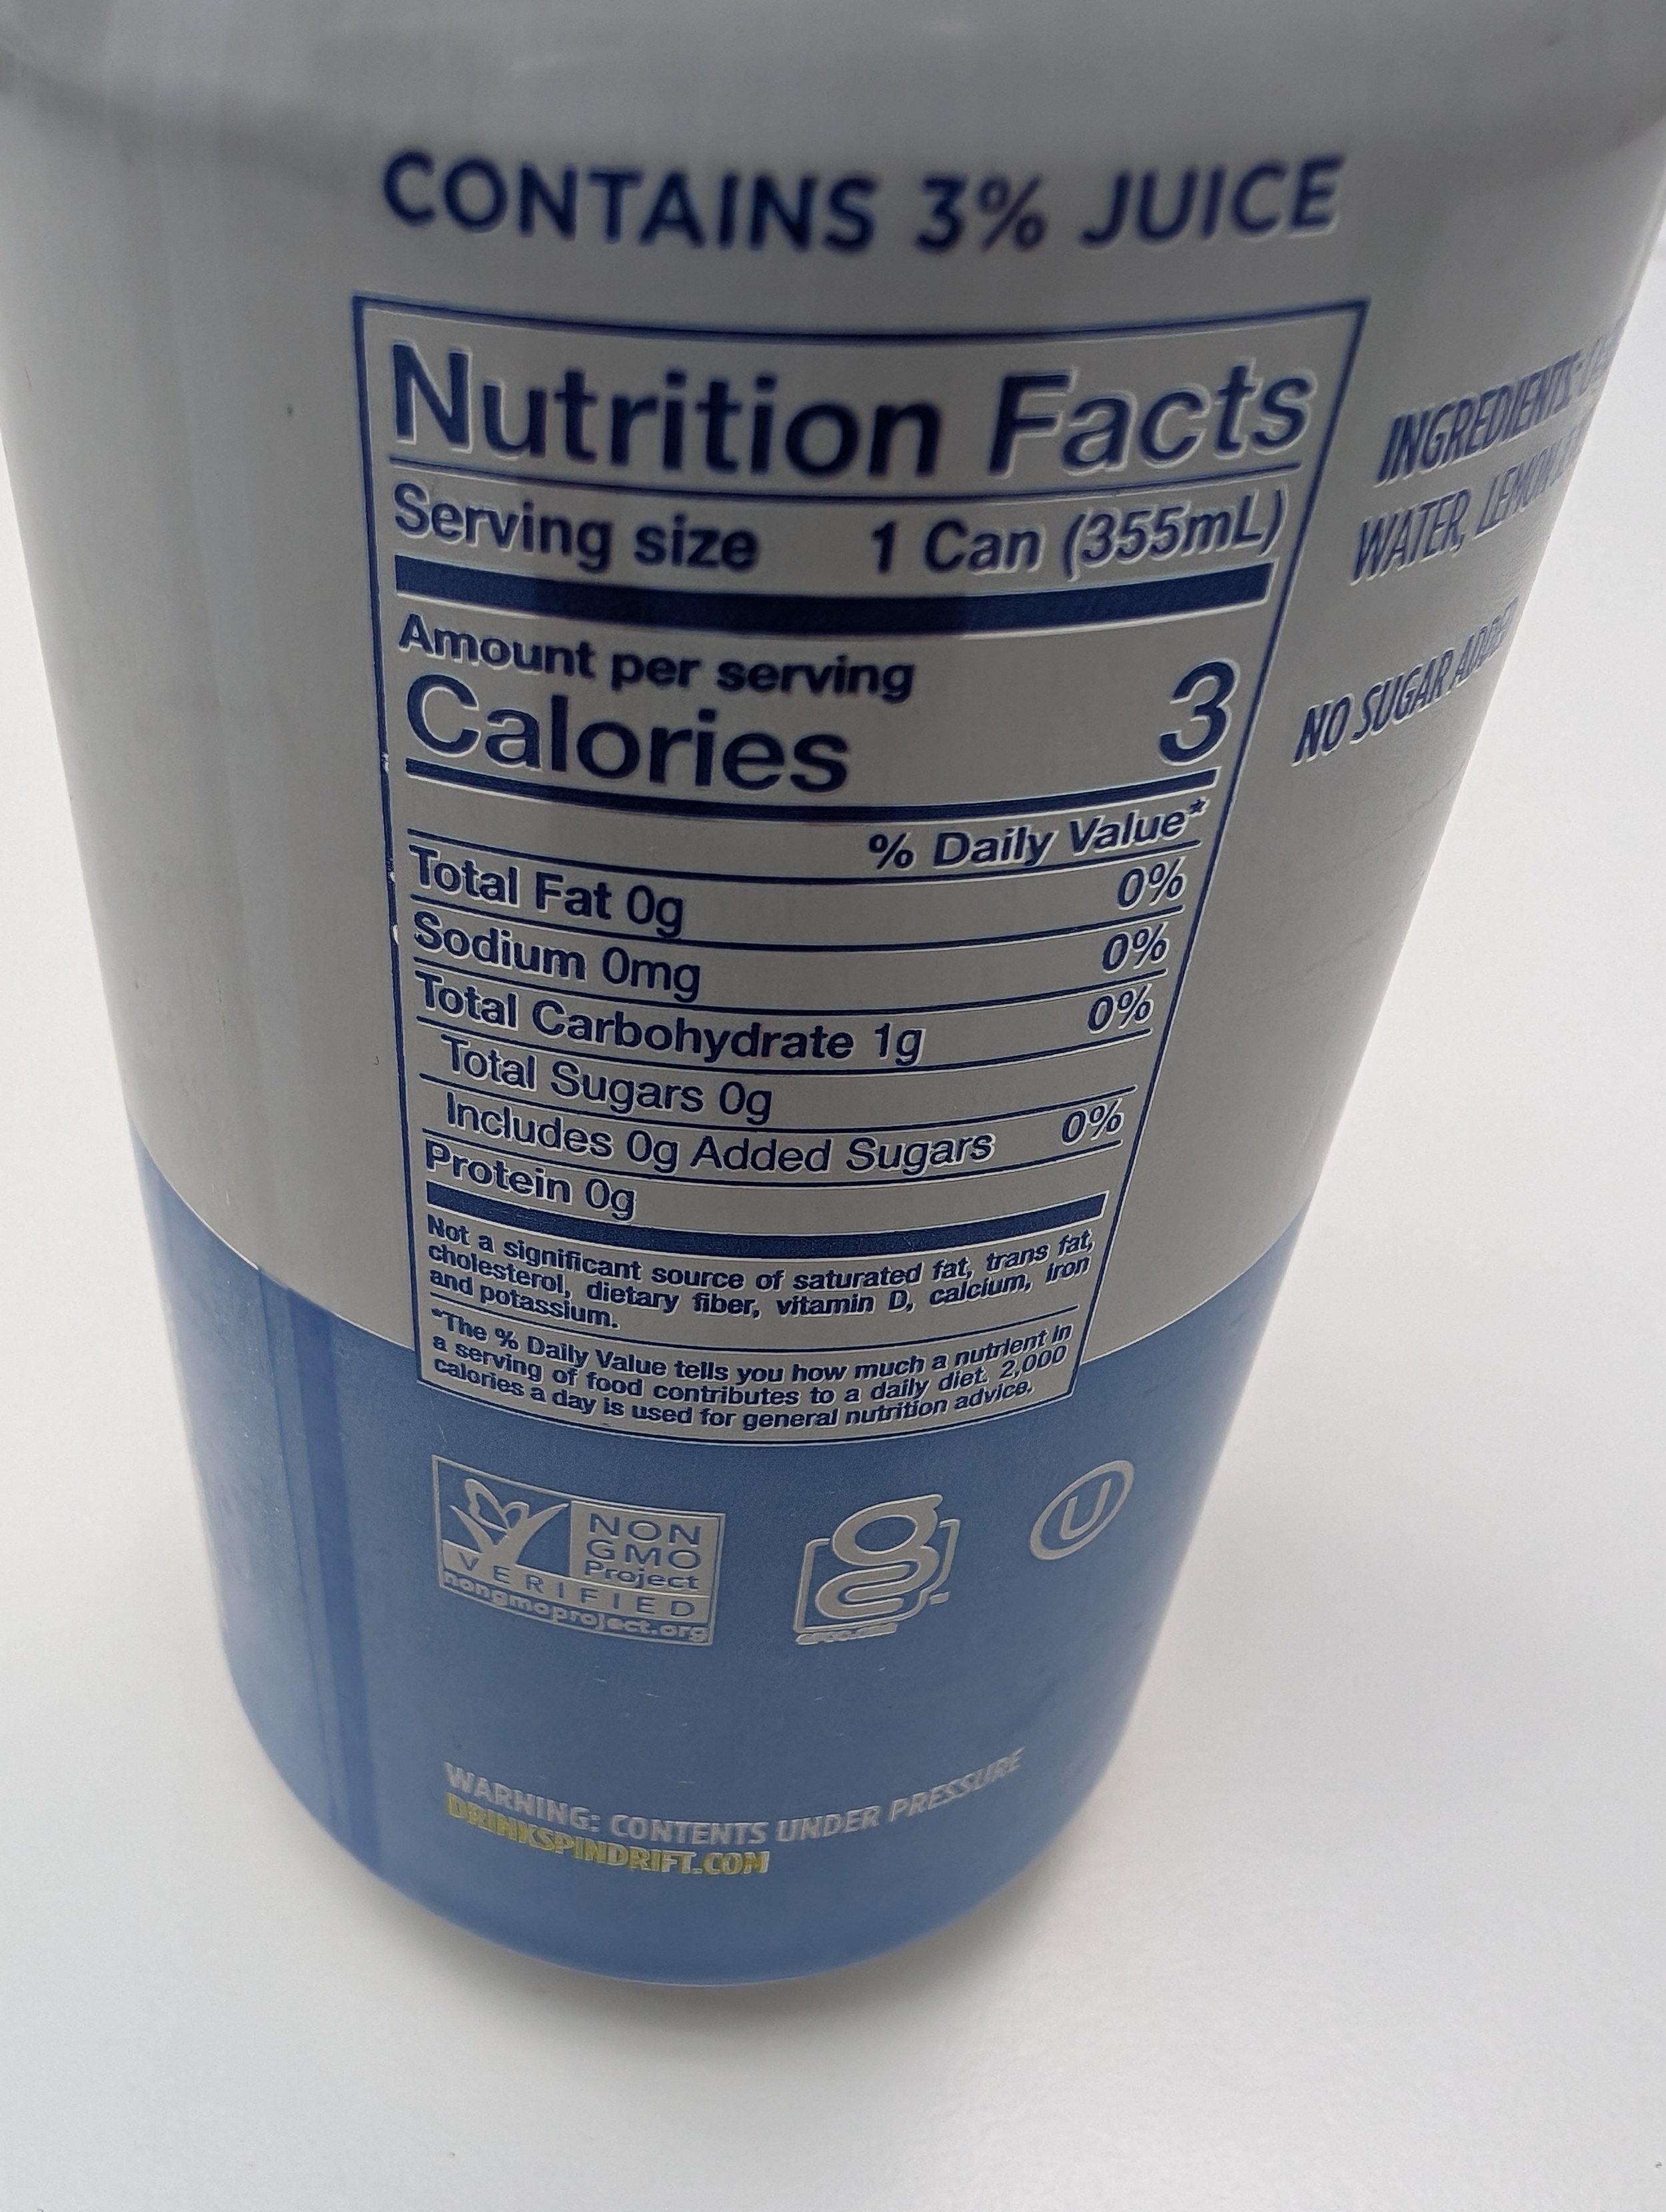 CONTAINS 3% JUICE
Nutrition Facts
Serving size 1 Can (355mL)
Amount per serving
Calories 3
% Daily Value*
Total Fat 0g 0%
Sodium 0mg 0%
Total Carbohydrate 1g 0%
Total Sugars 0g
Includes 0g Added Sugars 0%
Protein 0g
Not a significant source of saturated fat, trans fat,
cholesterol, dietary fiber, vitamin D, calcium, iron
and potassium.
*The % Daily Value tells you how much a nutrient in
a serving of food contributes to a daily diet. 2,000
calories a day is used for general nutrition advice.
INGREDIENTS:
WATER, LEMON
NO SUGAR ADDED
NON
GMO
Project
VERIFIED
nongmoproject.org
g
U
WARNING: CONTENTS UNDER PRESSURE
DRINKSPINDRIFT.COM